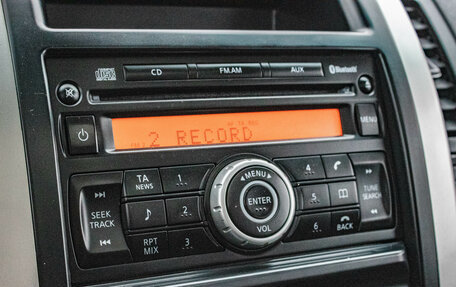 CD FM.AM AUX Bluetooth
MENU
2 RECORD
TA NEWS 1 4
MENU
ENTER
VOL
SEEK TRACK
2 5
TUNE SEARCH
RPT MIX 3 6 BACK